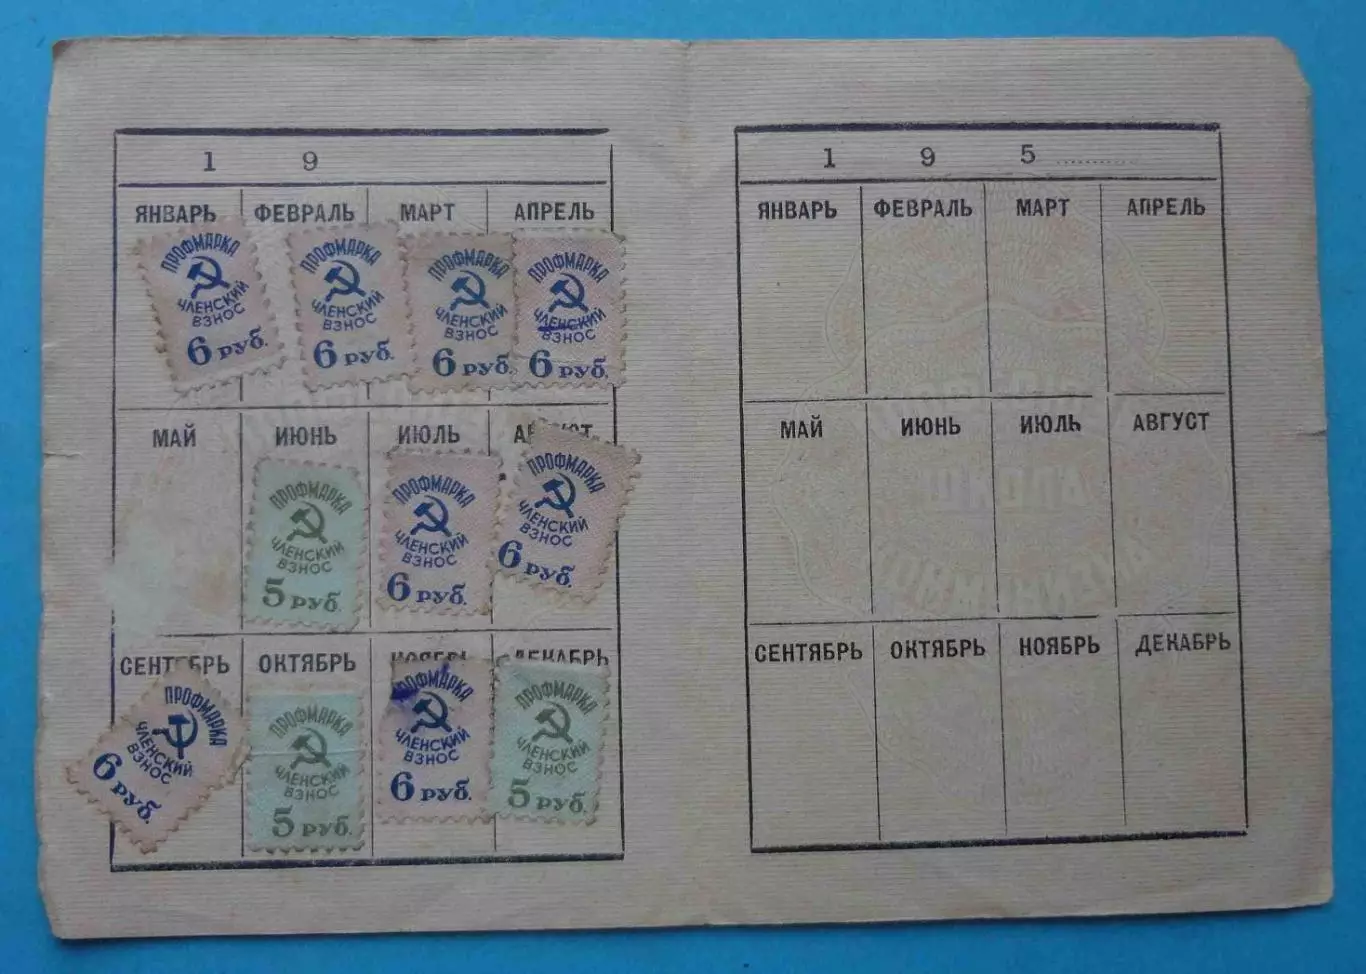 1 9
ЯНВАРЬ ФЕВРАЛЬ МАРТ АПРЕЛЬ
ПРОФМАРКА
ЧЛЕНСКИЙ
ВЗНОС
6 руб.
ПРОФМАРКА
ЧЛЕНСКИЙ
ВЗНОС
6 руб.
ПРОФМАРКА
ЧЛЕНСКИЙ
ВЗНОС
6 руб.
ПРОФМАРКА
ЧЛЕНСКИЙ
ВЗНОС
6 руб.
МАЙ ИЮНЬ ИЮЛЬ АВГУСТ
ПРОФМАРКА
ЧЛЕНСКИЙ
ВЗНОС
5 руб.
ПРОФМАРКА
ЧЛЕНСКИЙ
ВЗНОС
6 руб.
ПРОФМАРКА
ЧЛЕНСКИЙ
ВЗНОС
6 руб.
СЕНТЯБРЬ ОКТЯБРЬ НОЯБРЬ ДЕКАБРЬ
ПРОФМАРКА
ЧЛЕНСКИЙ
ВЗНОС
6 руб.
ПРОФМАРКА
ЧЛЕНСКИЙ
ВЗНОС
5 руб.
ПРОФМАРКА
ЧЛЕНСКИЙ
ВЗНОС
6 руб.
ПРОФМАРКА
ЧЛЕНСКИЙ
ВЗНОС
5 руб.
1 9 5 ............
ЯНВАРЬ ФЕВРАЛЬ МАРТ АПРЕЛЬ
МАЙ ИЮНЬ ИЮЛЬ АВГУСТ
СЕНТЯБРЬ ОКТЯБРЬ НОЯБРЬ ДЕКАБРЬ